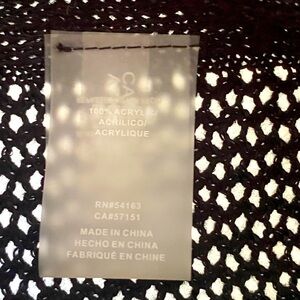 100% ACRYLIC/
ACRILICO/
ACRYLIQUE
RN#54163
CA#57151
MADE IN CHINA
HECHO EN CHINA
FABRIQUÉ EN CHINE